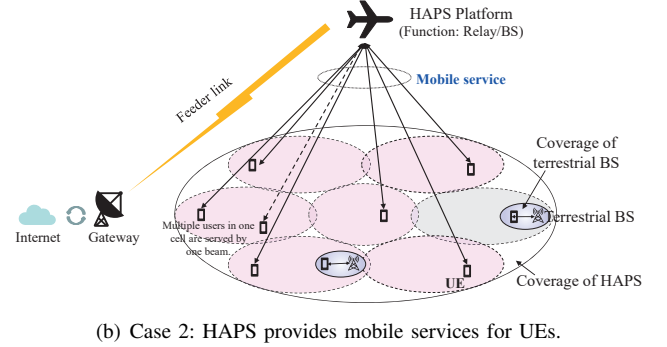 HAPS Platform
(Function: Relay/BS)
Feeder link
Mobile service
Coverage of
terrestrial BS
Terrestrial BS
Internet
Gateway
Multiple users in one
cell are served by
one beam.
UE
Coverage of HAPS
(b) Case 2: HAPS provides mobile services for UEs.